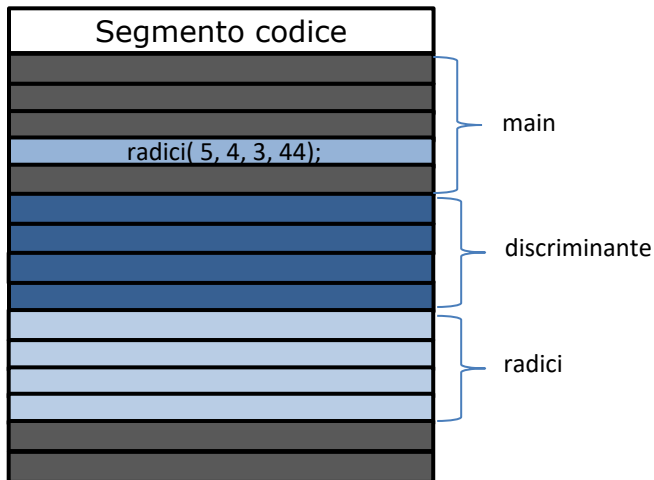 Segmento codice
main
radici( 5, 4, 3, 44);
discriminante
radici